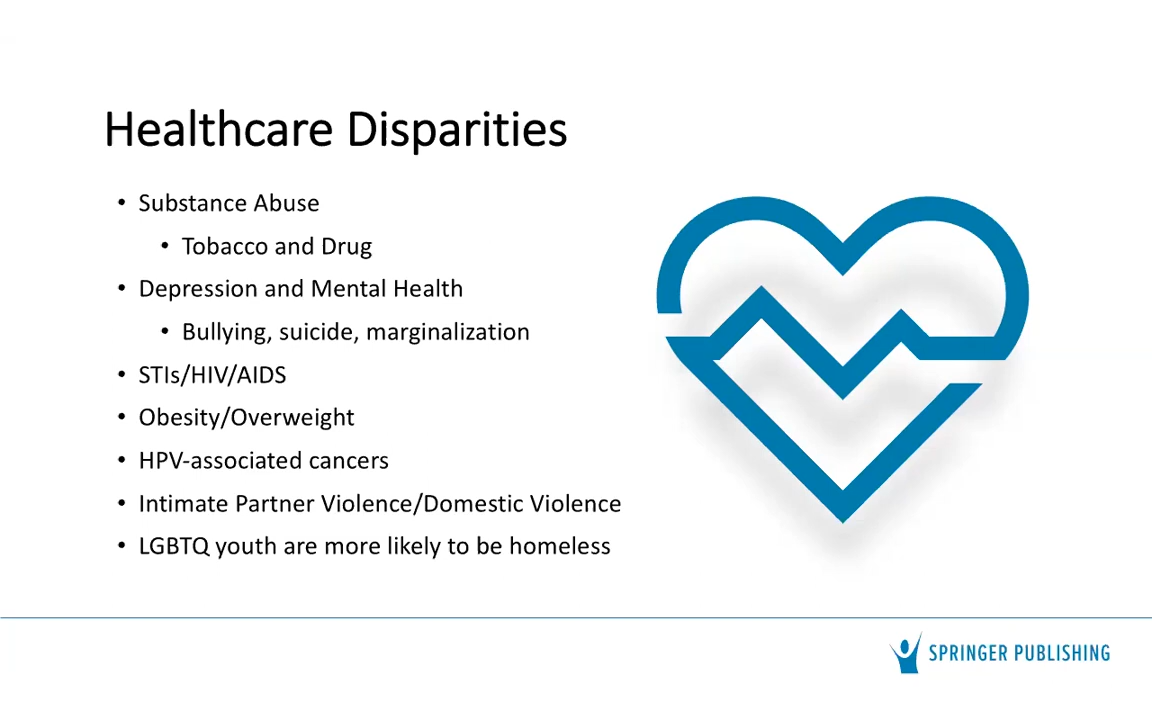 Healthcare Disparities
• Substance Abuse
• Tobacco and Drug
• Depression and Mental Health
• Bullying, suicide, marginalization
• STIs/HIV/AIDS
• Obesity/Overweight
• HPV-associated cancers
• Intimate Partner Violence/Domestic Violence
• LGBTQ youth are more likely to be homeless
SPRINGER PUBLISHING